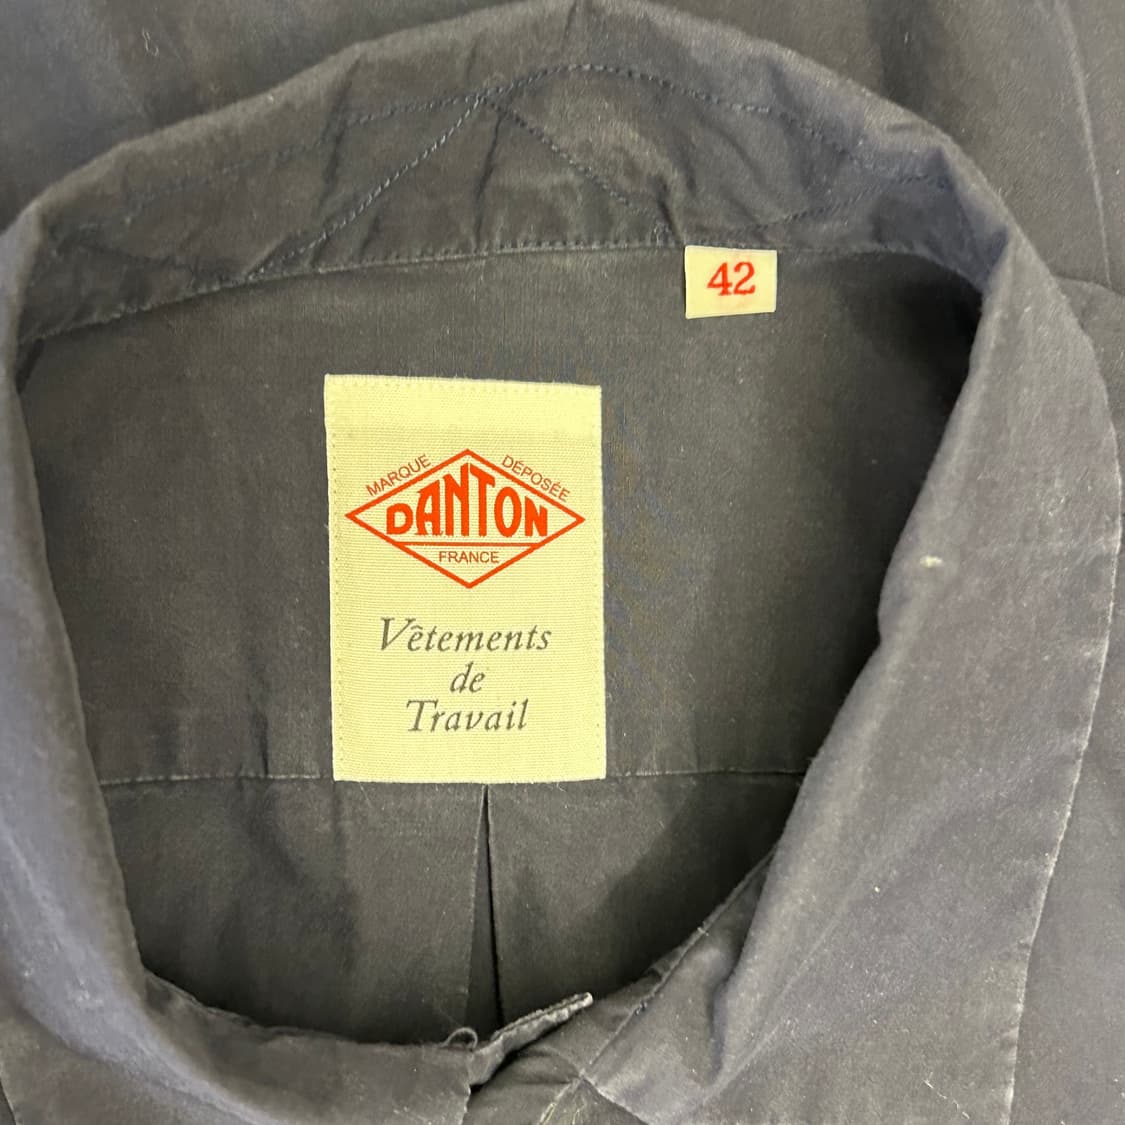 42
MARQUE DÉPOSÉE
DANTON
FRANCE
Vêtements
de
Travail